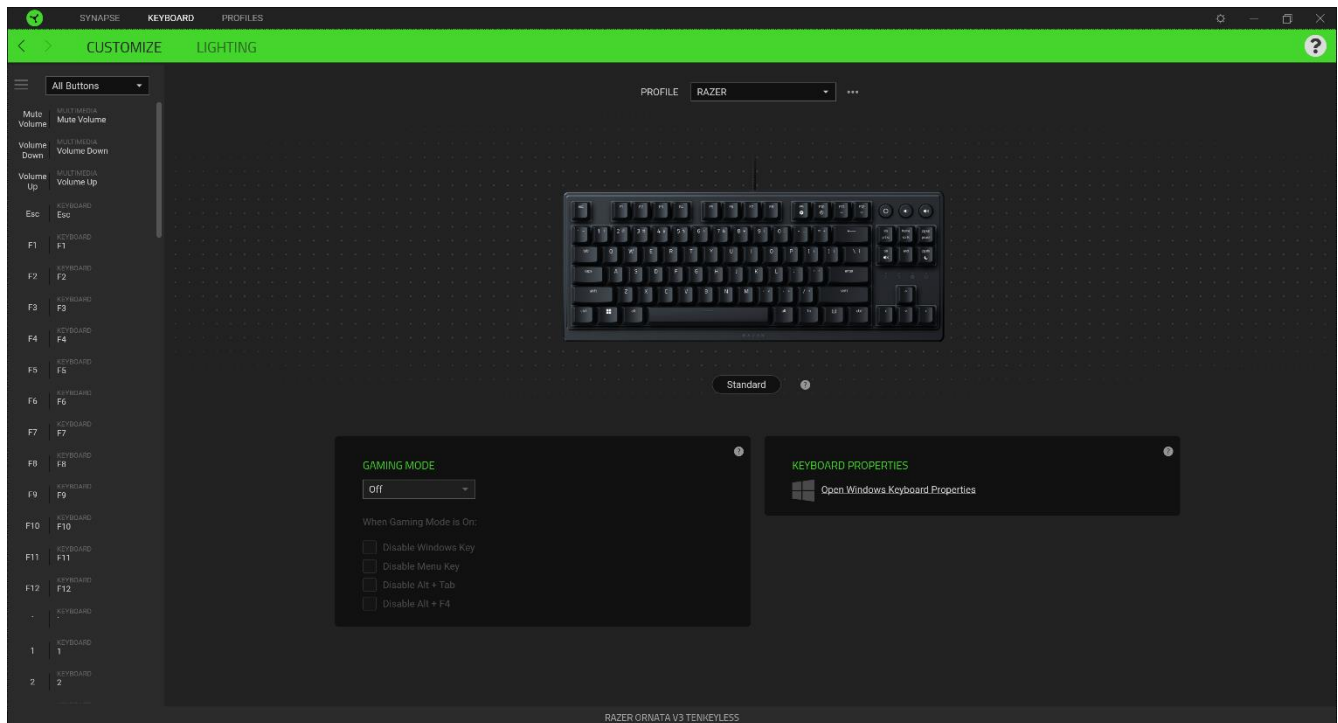 SYNAPSE KEYBOARD PROFILES
CUSTOMIZE LIGHTING
?
All Buttons
PROFILE RAZER
Mute Volume MULTIMEDIA
Mute Volume
Volume Down MULTIMEDIA
Volume Down
Volume Up MULTIMEDIA
Volume Up
Esc KEYBOARD
Esc
F1 KEYBOARD
F1
F2 KEYBOARD
F2
F3 KEYBOARD
F3
F4 KEYBOARD
F4
F5 KEYBOARD
F5
F6 KEYBOARD
F6
F7 KEYBOARD
F7
F8 KEYBOARD
F8
F9 KEYBOARD
F9
F10 KEYBOARD
F10
F11 KEYBOARD
F11
F12 KEYBOARD
F12
KEYBOARD
1 KEYBOARD
1
2 KEYBOARD
2
Standard ?
GAMING MODE ?
Off
When Gaming Mode is On:
Disable Windows Key
Disable Menu Key
Disable Alt + Tab
Disable Alt + F4
KEYBOARD PROPERTIES ?
Open Windows Keyboard Properties
RAZER ORNATA V3 TENKEYLESS